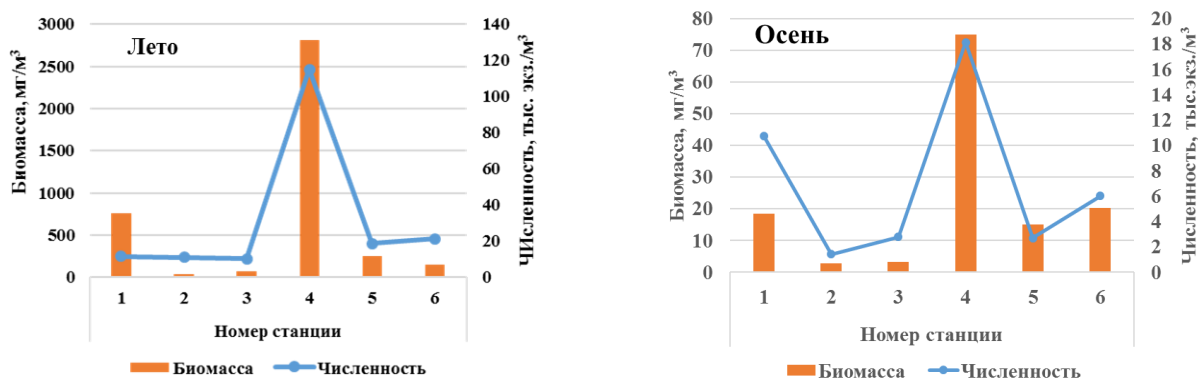 Лето
Биомасса, мг/м³
3000
2500
2000
1500
1000
500
0
140
120
100
80
60
40
20
0
ЧИсленность, тыс. экз./м³
1 2 3 4 5 6
Номер станции
Биомасса Численность
Осень
Биомасса, мг/м³
80
70
60
50
40
30
20
10
0
20
18
16
14
12
10
8
6
4
2
0
Численность, тыс.экз./м³
1 2 3 4 5 6
Номер станции
Биомасса Численность